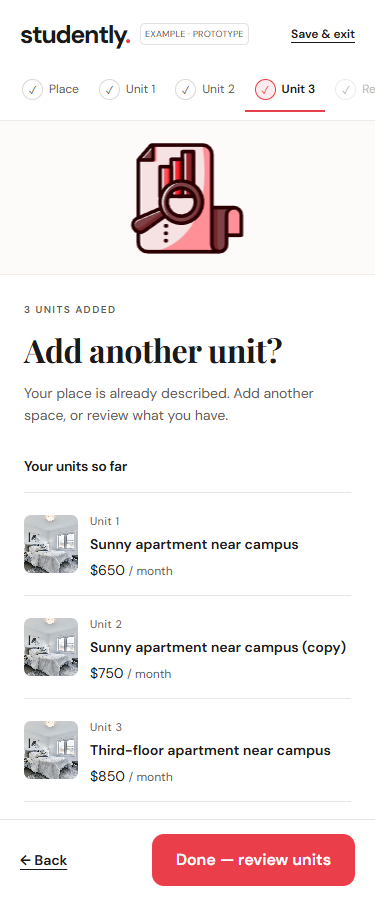 studently.
EXAMPLE · PROTOTYPE
Save & exit
Place
Unit 1
Unit 2
Unit 3
Re
3 UNITS ADDED
Add another unit?
Your place is already described. Add another
space, or review what you have.
Your units so far
Unit 1
Sunny apartment near campus
$650 / month
Unit 2
Sunny apartment near campus (copy)
$750 / month
Unit 3
Third-floor apartment near campus
$850 / month
← Back
Done — review units